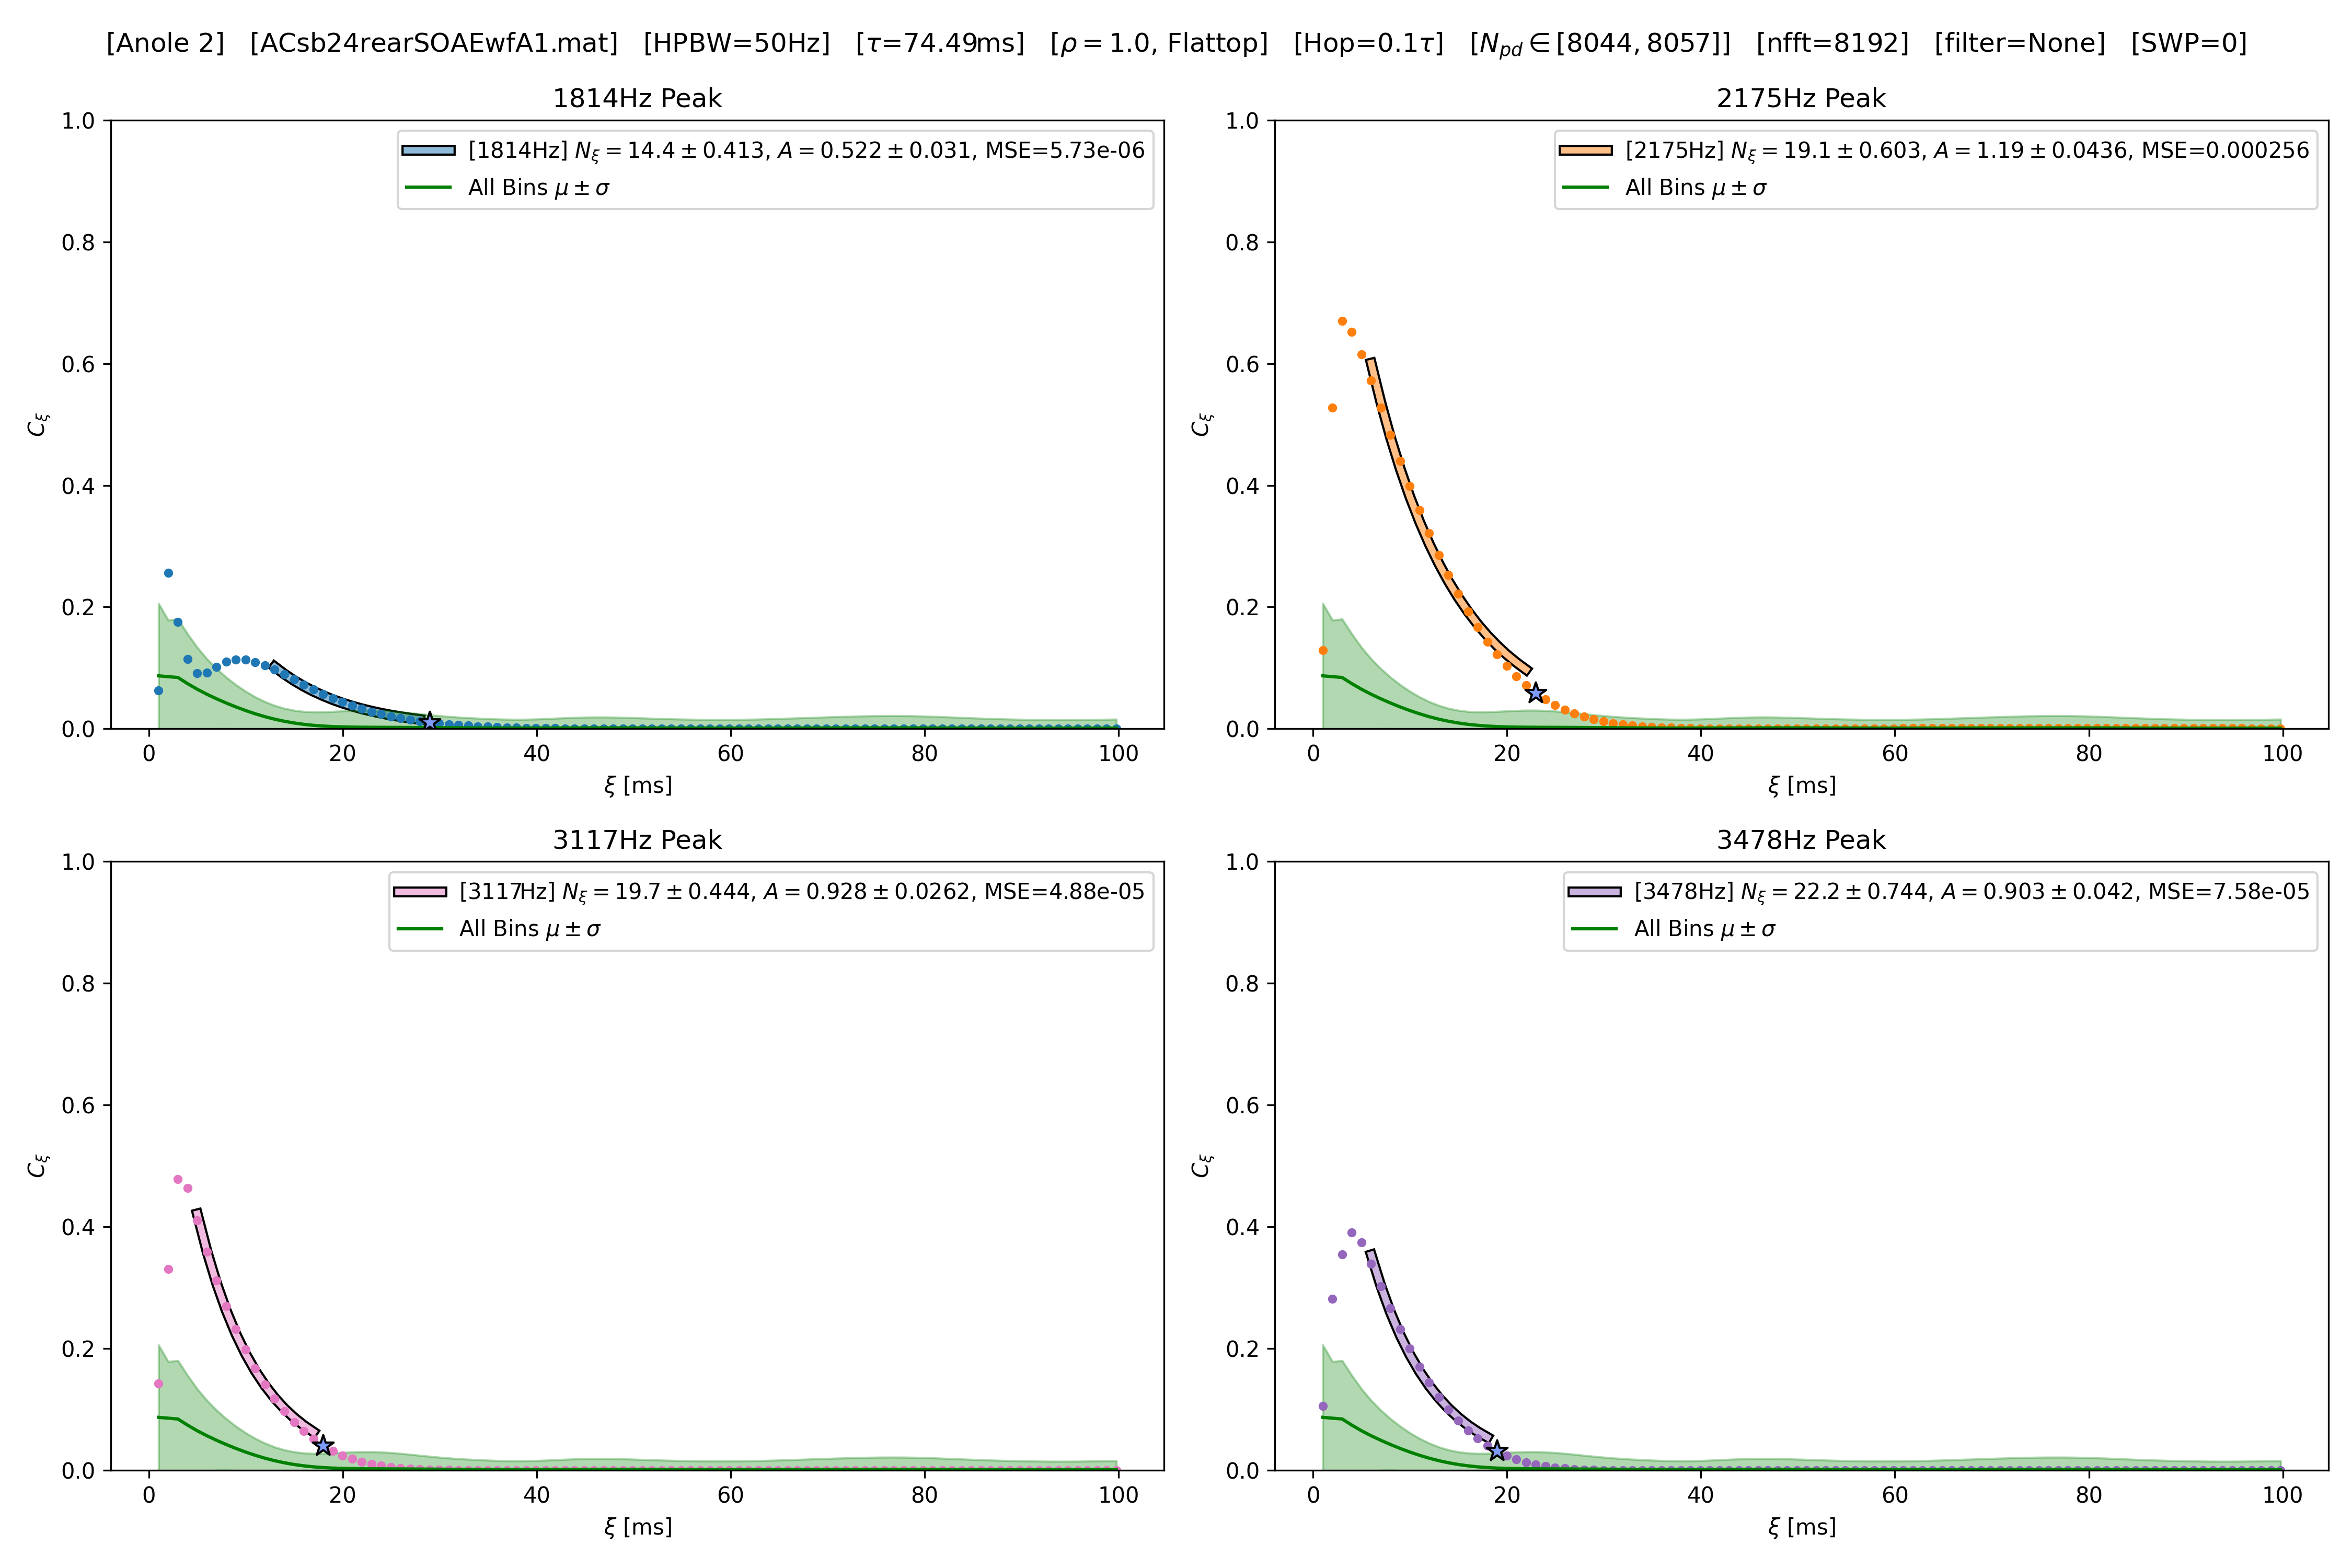 [Anole 2] [ACsb24rearSOAEwfA1.mat] [HPBW=50Hz] [τ=74.49ms] [ρ = 1.0, Flattop] [Hop=0.1τ] [N_pd ∈ [8044, 8057]] [nfft=8192] [filter=None] [SWP=0]
1814Hz Peak
[1814Hz] N_ξ = 14.4 ± 0.413, A = 0.522 ± 0.031, MSE=5.73e-06
All Bins μ ± σ
1.0
0.8
0.6
0.4
0.2
0.0
C_ξ
0 20 40 60 80 100
ξ [ms]
2175Hz Peak
[2175Hz] N_ξ = 19.1 ± 0.603, A = 1.19 ± 0.0436, MSE=0.000256
All Bins μ ± σ
1.0
0.8
0.6
0.4
0.2
0.0
C_ξ
0 20 40 60 80 100
ξ [ms]
3117Hz Peak
[3117Hz] N_ξ = 19.7 ± 0.444, A = 0.928 ± 0.0262, MSE=4.88e-05
All Bins μ ± σ
1.0
0.8
0.6
0.4
0.2
0.0
C_ξ
0 20 40 60 80 100
ξ [ms]
3478Hz Peak
[3478Hz] N_ξ = 22.2 ± 0.744, A = 0.903 ± 0.042, MSE=7.58e-05
All Bins μ ± σ
1.0
0.8
0.6
0.4
0.2
0.0
C_ξ
0 20 40 60 80 100
ξ [ms]